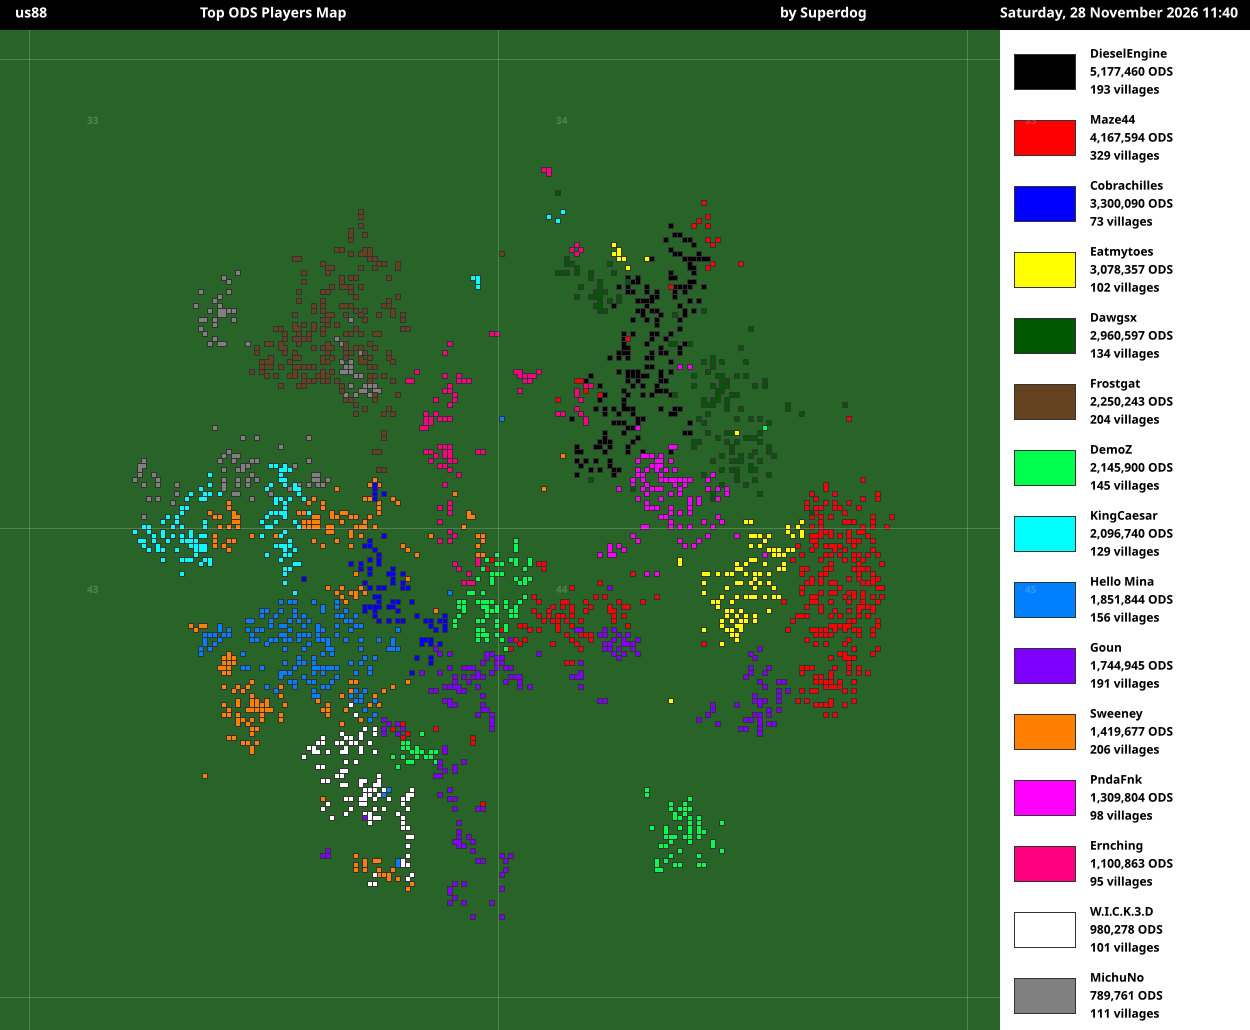 us88 Top ODS Players Map by Superdog Saturday, 28 November 2026 11:40
DieselEngine
5,177,460 ODS
193 villages
Maze44
4,167,594 ODS
329 villages
Cobrachilles
3,300,090 ODS
73 villages
Eatmytoes
3,078,357 ODS
102 villages
Dawgsx
2,960,597 ODS
134 villages
Frostgat
2,250,243 ODS
204 villages
DemoZ
2,145,900 ODS
145 villages
KingCaesar
2,096,740 ODS
129 villages
Hello Mina
1,851,844 ODS
156 villages
Goun
1,744,945 ODS
191 villages
Sweeney
1,419,677 ODS
206 villages
PndaFnk
1,309,804 ODS
98 villages
Ernching
1,100,863 ODS
95 villages
W.I.C.K.3.D
980,278 ODS
101 villages
MichuNo
789,761 ODS
111 villages
33 34 35
43 44 45